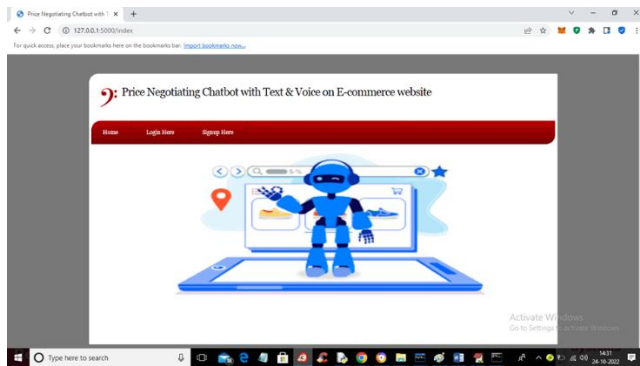 Price Negotiating Chatbot with T
127.0.0.1:5000/index
For quick access, place your bookmarks here on the bookmarks bar. Import bookmarks now...
Price Negotiating Chatbot with Text & Voice on E-commerce website
Home Login Here Signup Here
Activate Windows
Go to Settings to activate Windows.
Type here to search
14:31
24-10-2022